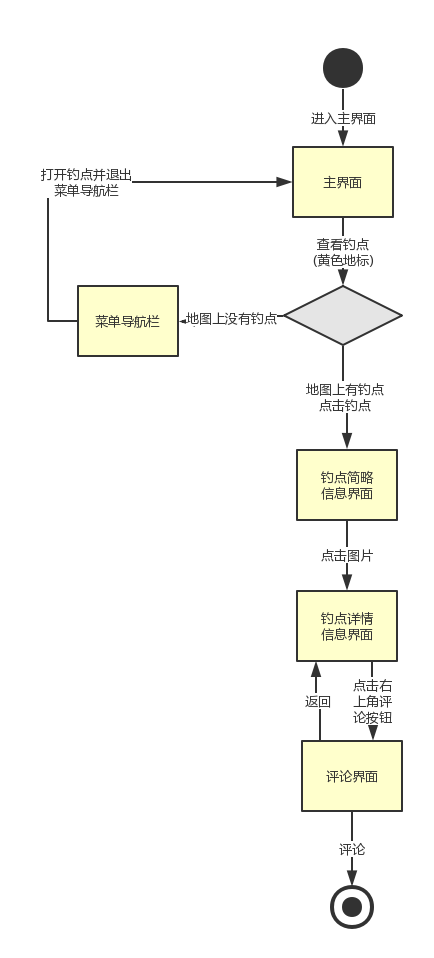 进入主界面
打开钓点并退出
菜单导航栏
主界面
查看钓点
(黄色地标)
菜单导航栏
地图上没有钓点
地图上有钓点
点击钓点
钓点简略
信息界面
点击图片
钓点详情
信息界面
返回
点击右
上角评
论按钮
评论界面
评论